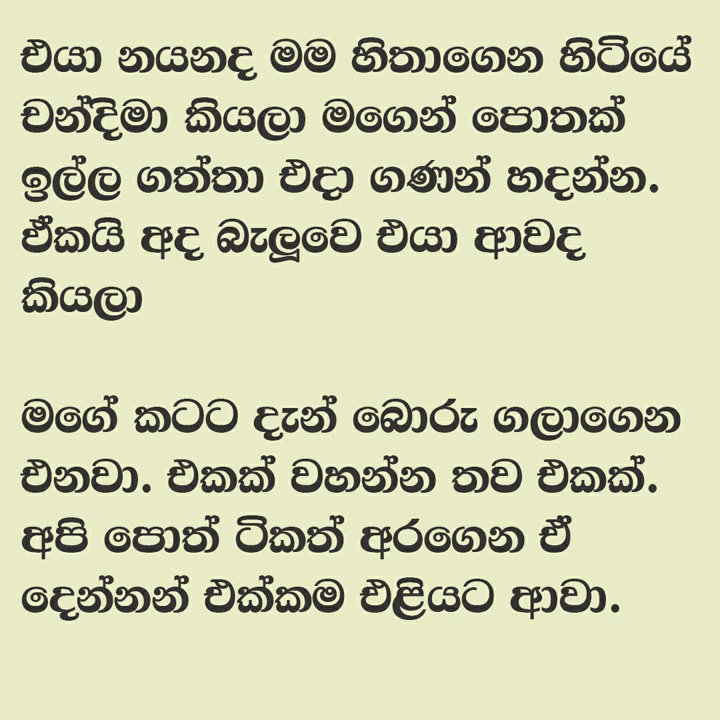 එයා නයනද මම හිතාගෙන හිටියේ
චන්දිමා කියලා මගෙන් පොතක්
ඉල්ල ගත්තා එදා ගණන් හදන්න.
ඒකයි අද බැලූවෙ එයා ආවද
කියලා
මගේ කටට දැන් බොරු ගලාගෙන
එනවා. එකක් වහන්න තව එකක්.
අපි පොත් ටිකත් අරගෙන ඒ
දෙන්නත් එක්කම එළියට ආවා.